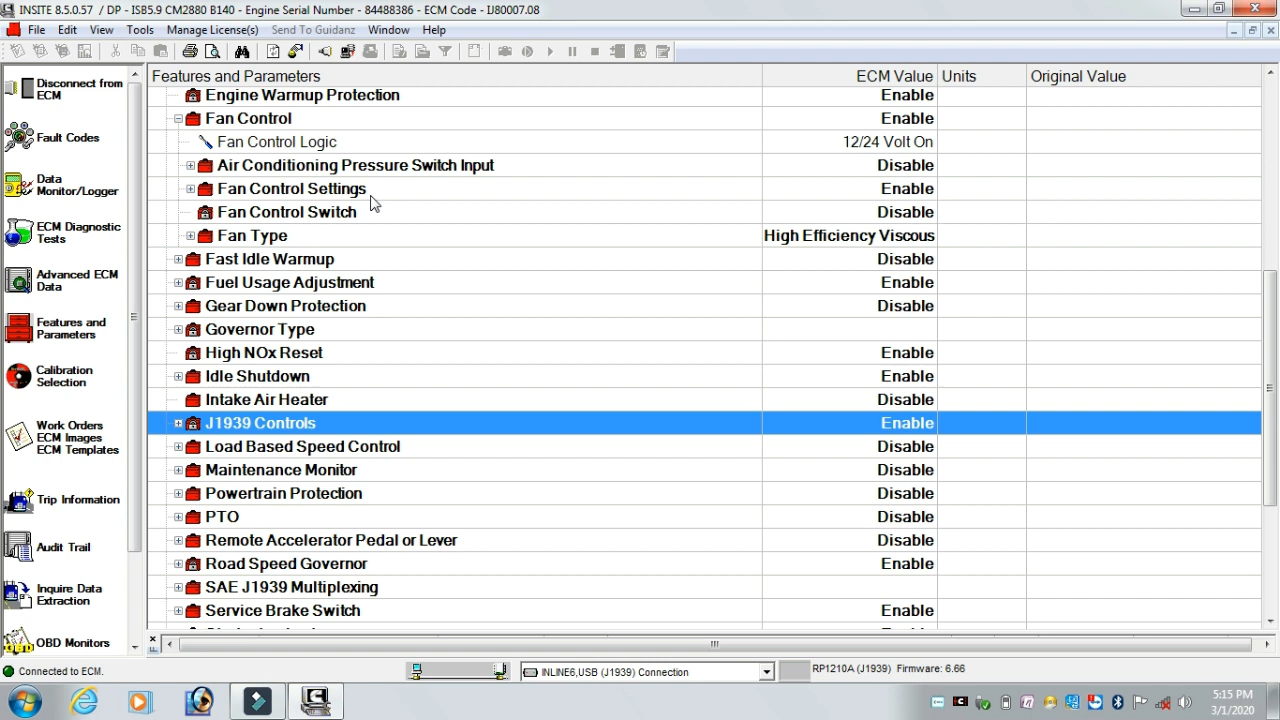 INSITE 8.5.0.57 / DP - ISB5.9 CM2880 B140 - Engine Serial Number - 84488386 - ECM Code - IJ80007.08
File Edit View Tools Manage License(s) Send To Guidanz Window Help
Disconnect from
ECM
Fault Codes
Data
Monitor/Logger
ECM Diagnostic
Tests
Advanced ECM
Data
Features and
Parameters
Calibration
Selection
Work Orders
ECM Images
ECM Templates
Trip Information
Audit Trail
Inquire Data
Extraction
OBD Monitors
Features and Parameters ECM Value Units Original Value
Engine Warmup Protection Enable
Fan Control Enable
Fan Control Logic 12/24 Volt On
Air Conditioning Pressure Switch Input Disable
Fan Control Settings Enable
Fan Control Switch Disable
Fan Type High Efficiency Viscous
Fast Idle Warmup Disable
Fuel Usage Adjustment Enable
Gear Down Protection Disable
Governor Type
High NOx Reset Enable
Idle Shutdown Enable
Intake Air Heater Disable
J1939 Controls Enable
Load Based Speed Control Disable
Maintenance Monitor Disable
Powertrain Protection Disable
PTO Disable
Remote Accelerator Pedal or Lever Disable
Road Speed Governor Enable
SAE J1939 Multiplexing
Service Brake Switch Enable
Connected to ECM. INLINE6,USB (J1939) Connection RP1210A (J1939) Firmware: 6.66
5:15 PM
3/1/2020